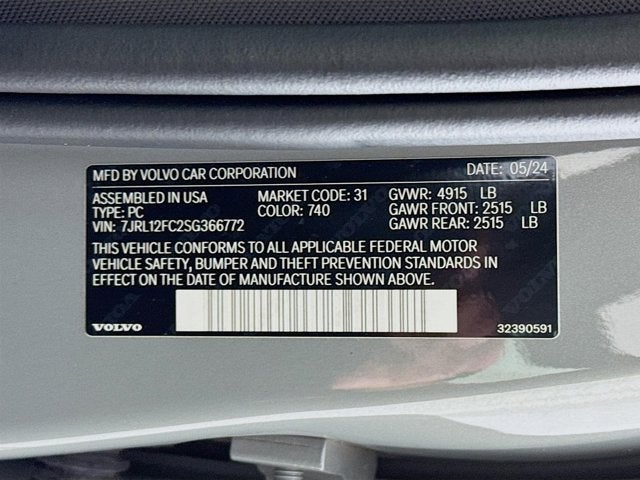 MFD BY VOLVO CAR CORPORATION DATE: 05/24
ASSEMBLED IN USA MARKET CODE: 31 GVWR: 4915 LB
TYPE: PC COLOR: 740 GAWR FRONT: 2515 LB
VIN: 7JRL12FC2SG366772 GAWR REAR: 2515 LB
THIS VEHICLE CONFORMS TO ALL APPLICABLE FEDERAL MOTOR
VEHICLE SAFETY, BUMPER AND THEFT PREVENTION STANDARDS IN
EFFECT ON THE DATE OF MANUFACTURE SHOWN ABOVE.
VOLVO 32390591